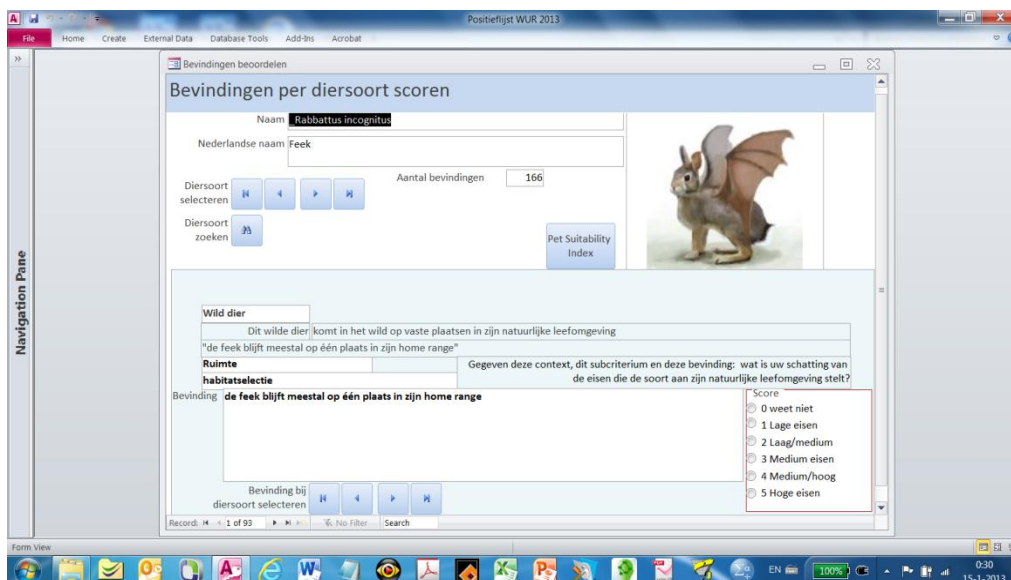 Positieflijst WUR 2013
File Home Create External Data Database Tools Add-Ins Acrobat
Bevindingen beoordelen
Bevindingen per diersoort scoren
Naam _Rabbattus incognitus
Nederlandse naam Feek
Aantal bevindingen 166
Diersoort
selecteren
Diersoort
zoeken
Pet Suitability
Index
Navigation Pane
Wild dier
Dit wilde dier komt in het wild op vaste plaatsen in zijn natuurlijke leefomgeving
"de feek blijft meestal op één plaats in zijn home range"
Ruimte
habitatselectie
Gegeven deze context, dit subcriterium en deze bevinding: wat is uw schatting van
de eisen die de soort aan zijn natuurlijke leefomgeving stelt?
Bevinding de feek blijft meestal op één plaats in zijn home range
Score
0 weet niet
1 Lage eisen
2 Laag/medium
3 Medium eisen
4 Medium/hoog
5 Hoge eisen
Bevinding bij
diersoort selecteren
Record: 1 of 93 No Filter Search
Form View
EN 100% 0:30
15-1-2013